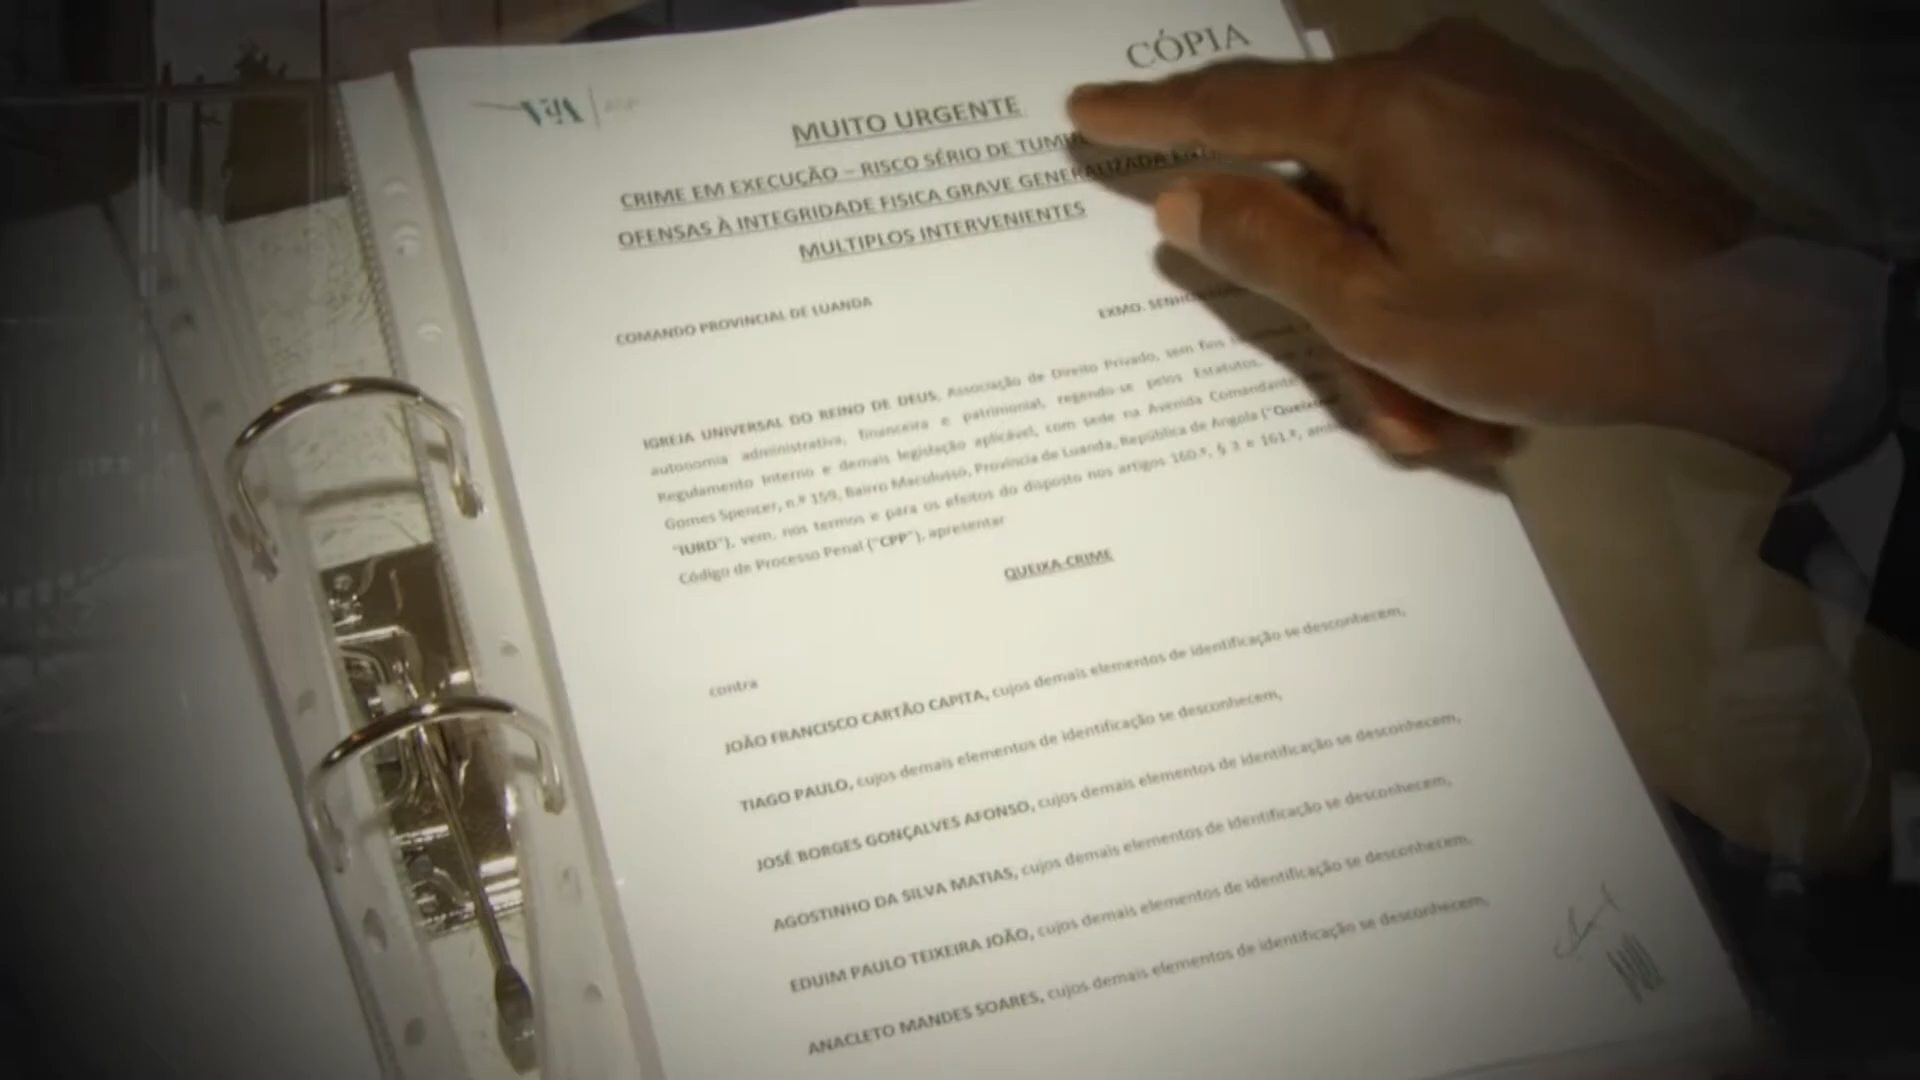 CÓPIA
VdA
MUITO URGENTE
CRIME EM EXECUÇÃO – RISCO SÉRIO DE
OFENSAS À INTEGRIDADE FISICA GRAVE GENERALIZADA
MULTIPLOS INTERVENIENTES
COMANDO PROVINCIAL DE LUANDA
EXMO.
IGREJA UNIVERSAL DO REINO DE DEUS, Associação de Direito Privado, sem fins
autonomia administrativa, financeira e patrimonial, regendo-se pelos Estatutos,
Regulamento Interno e demais legislação aplicável, com sede na Avenida Comandante
Gomes Spencer, n.º 159, Bairro Maculusso, Província de Luanda, República de Angola
"IURD"), vem, nos termos e para os efeitos do disposto nos artigos 160.º, § 3 e 161.º,
Código de Processo Penal ("CPP"), apresentar
QUEIXA-CRIME
contra
JOÃO FRANCISCO CARTÃO CAPITA, cujos demais elementos de identificação se desconhecem,
TIAGO PAULO, cujos demais elementos de identificação se desconhecem,
JOSÉ BORGES GONÇALVES AFONSO, cujos demais elementos de identificação se desconhecem,
AGOSTINHO DA SILVA MATIAS, cujos demais elementos de identificação se desconhecem,
EDUIM PAULO TEIXEIRA JOÃO, cujos demais elementos de identificação se desconhecem,
ANACLETO MANDES SOARES, cujos demais elementos de identificação se desconhecem,